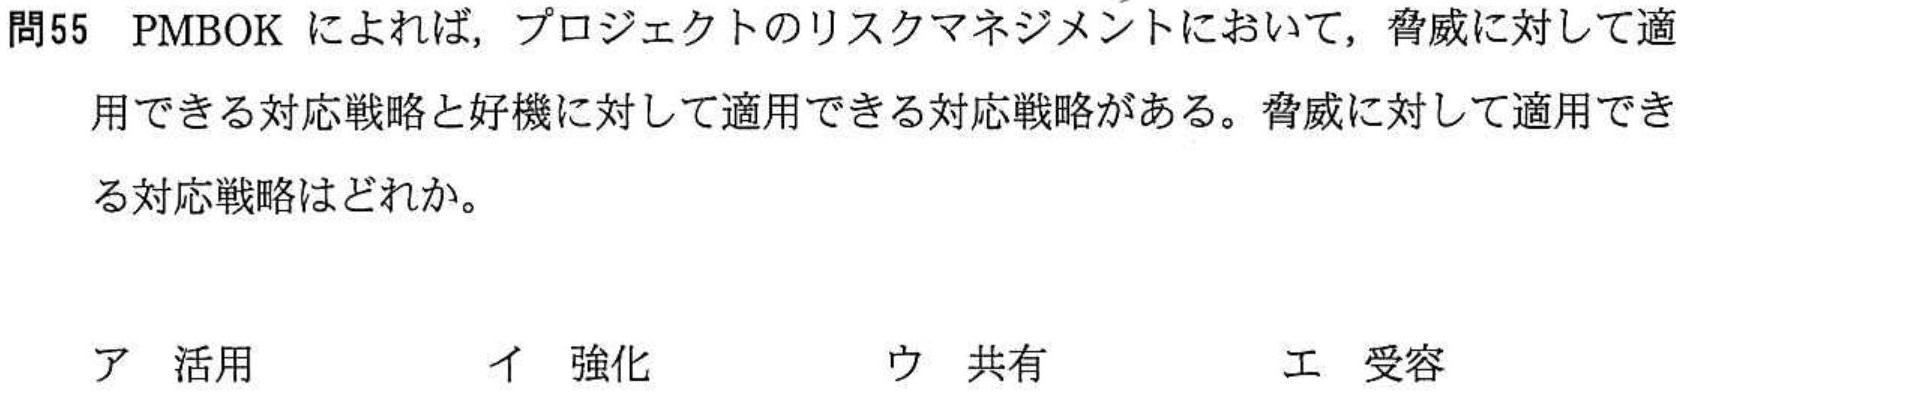 問55 PMBOK によれば，プロジェクトのリスクマネジメントにおいて，脅威に対して適
用できる対応戦略と好機に対して適用できる対応戦略がある。脅威に対して適用でき
る対応戦略はどれか。
ア 活用 イ 強化 ウ 共有 エ 受容